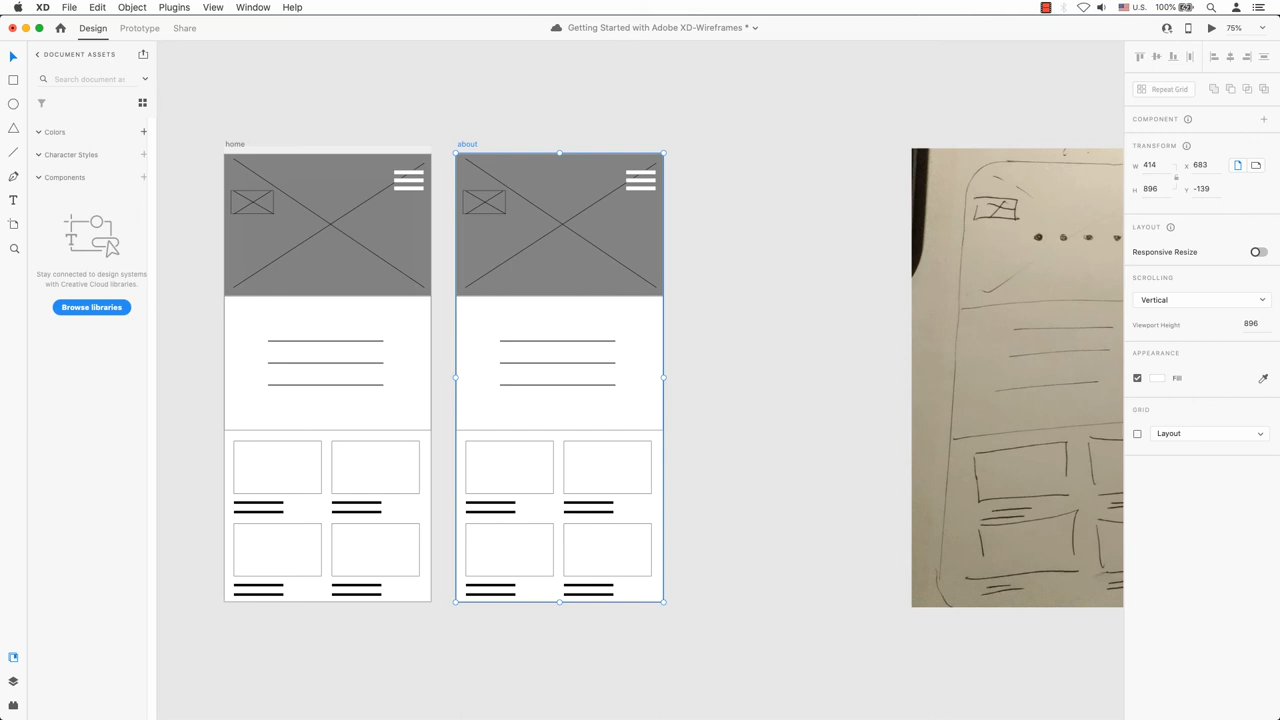 XD File Edit Object Plugins View Window Help U.S. 100%
Design Prototype Share Getting Started with Adobe XD-Wireframes * 75%
DOCUMENT ASSETS
Search document as
Colors
Character Styles
Components
Stay connected to design systems
with Creative Cloud libraries.
Browse libraries
home
about
Repeat Grid
COMPONENT
TRANSFORM
W 414 X 683
H 896 Y -139
LAYOUT
Responsive Resize
SCROLLING
Vertical
Viewport Height 896
APPEARANCE
Fill
GRID
Layout